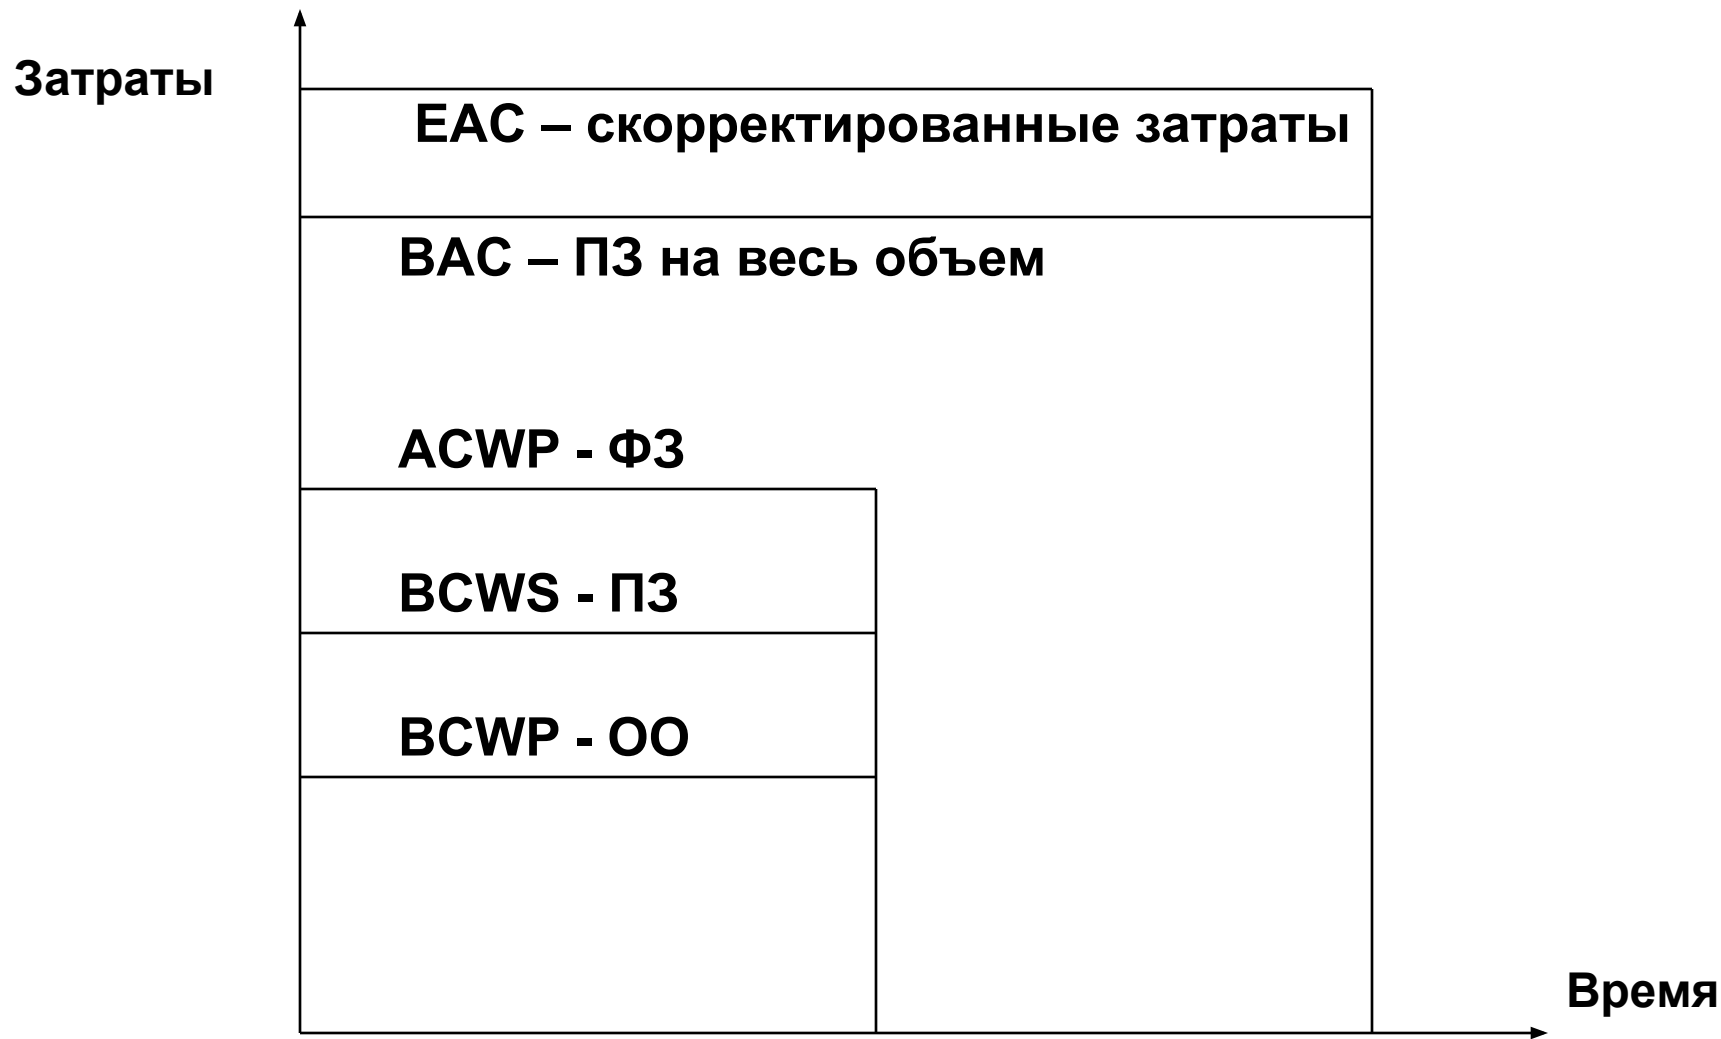 Затраты
EAC – скорректированные затраты
BAC – ПЗ на весь объем
ACWP - ФЗ
BCWS - ПЗ
BCWP - ОО
Время